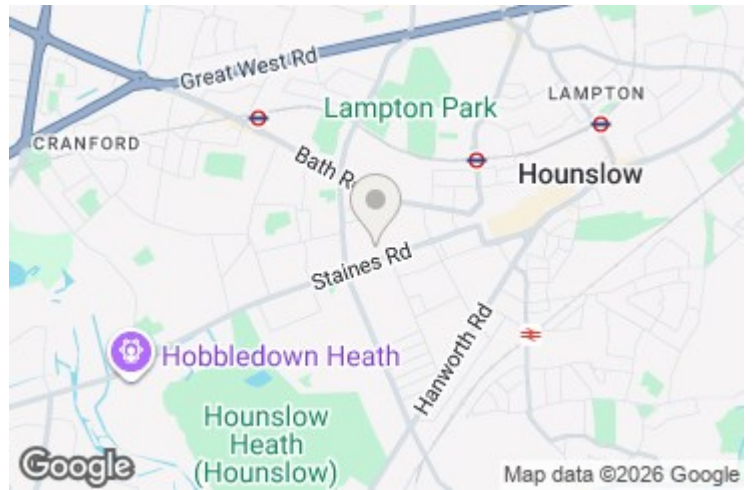 Great West Rd
LAMPTON
Lampton Park
CRANFORD
Bath R
Hounslow
Staines Rd
Hanworth Rd
Hobbledown Heath
Hounslow
Heath
(Hounslow)
Google
Map data ©2026 Google